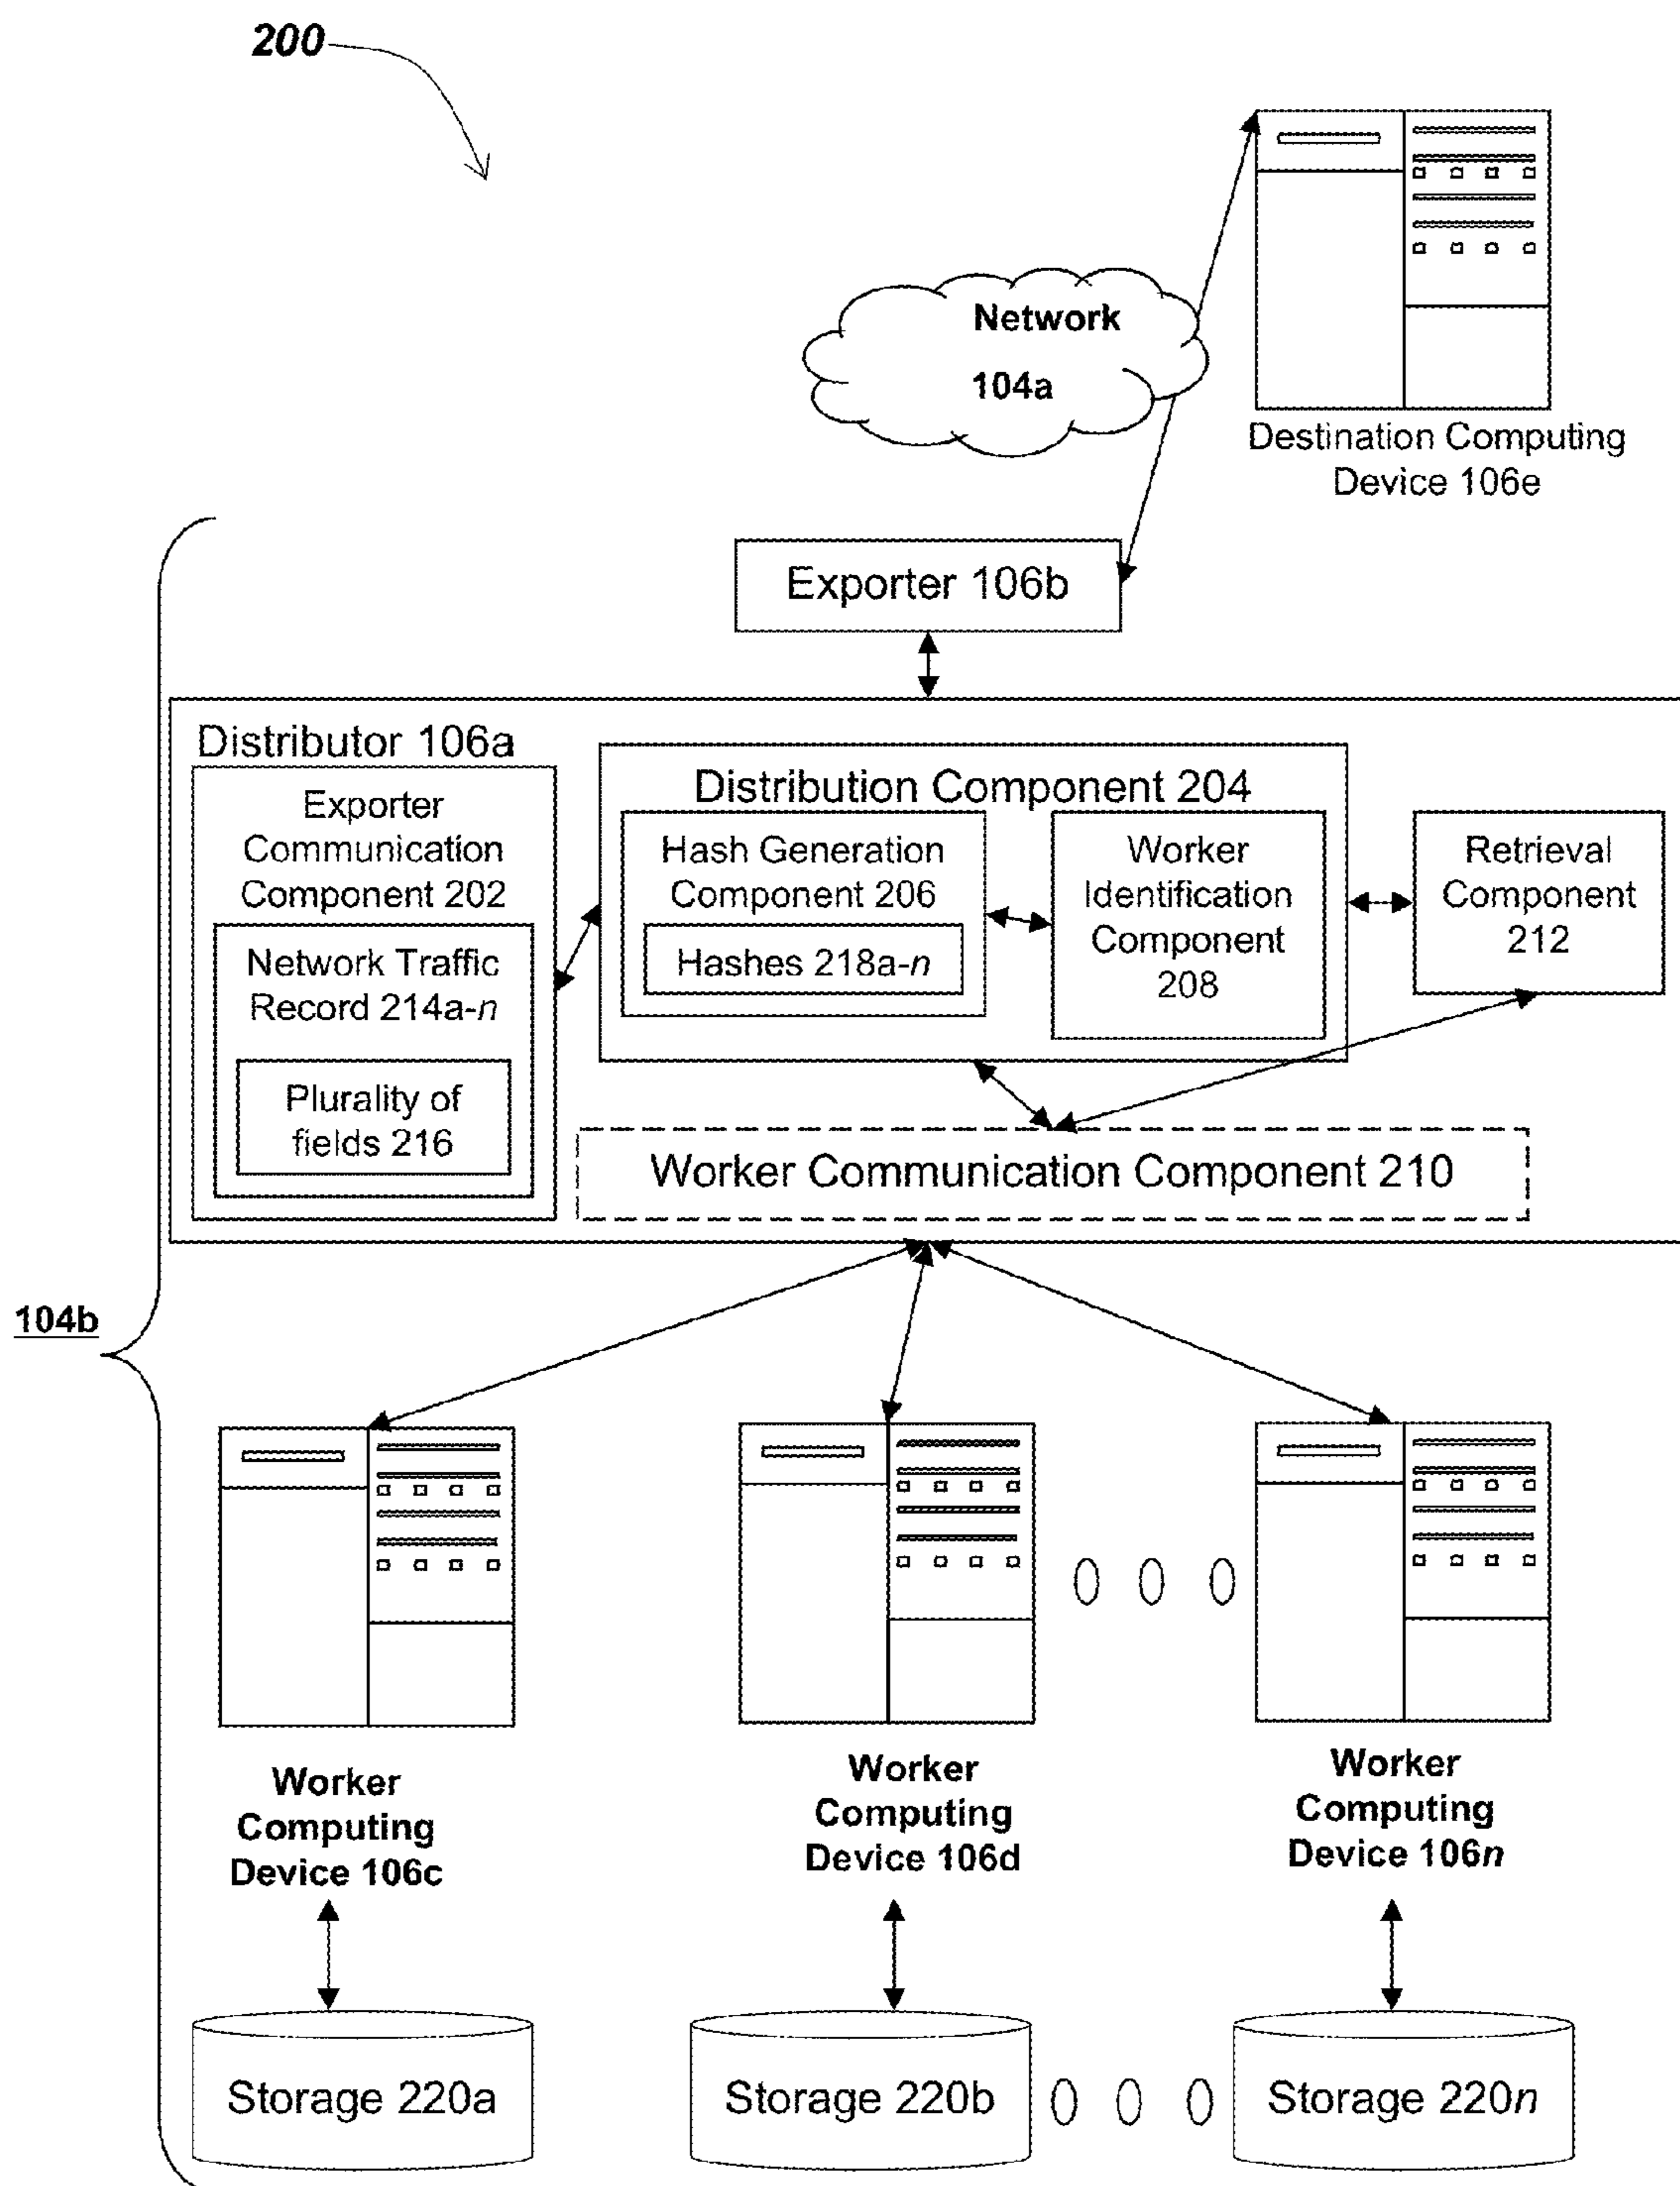 200
Network
104a
Destination Computing
Device 106e
Exporter 106b
Distributor 106a
Exporter
Communication
Component 202
Network Traffic
Record 214a-n
Plurality of
fields 216
Distribution Component 204
Hash Generation
Component 206
Hashes 218a-n
Worker
Identification
Component
208
Retrieval
Component
212
Worker Communication Component 210
104b
Worker
Computing
Device 106c
Worker
Computing
Device 106d
Worker
Computing
Device 106n
Storage 220a
Storage 220b
Storage 220n